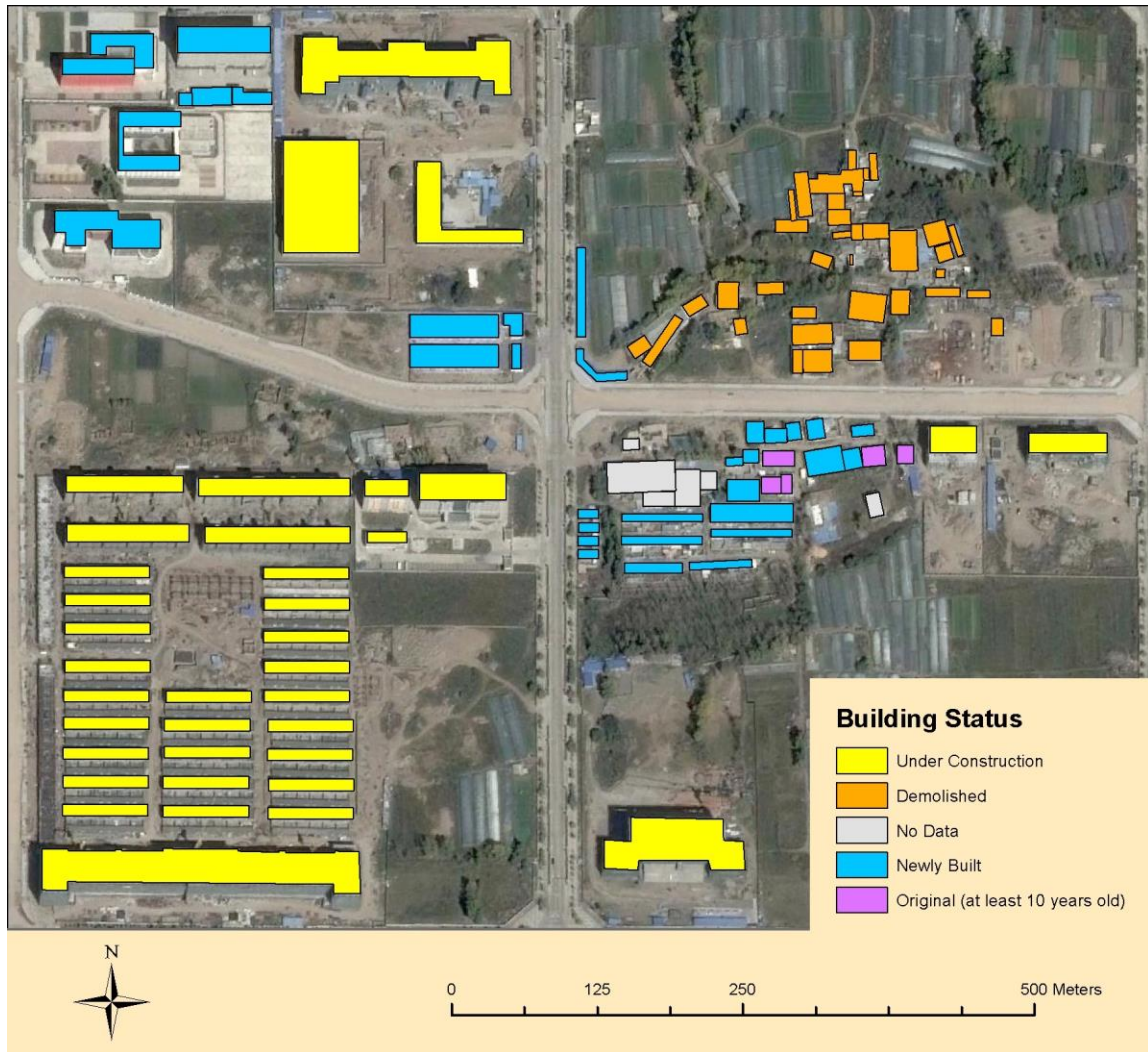 Building Status
Under Construction
Demolished
No Data
Newly Built
Original (at least 10 years old)
N
0 125 250 500 Meters